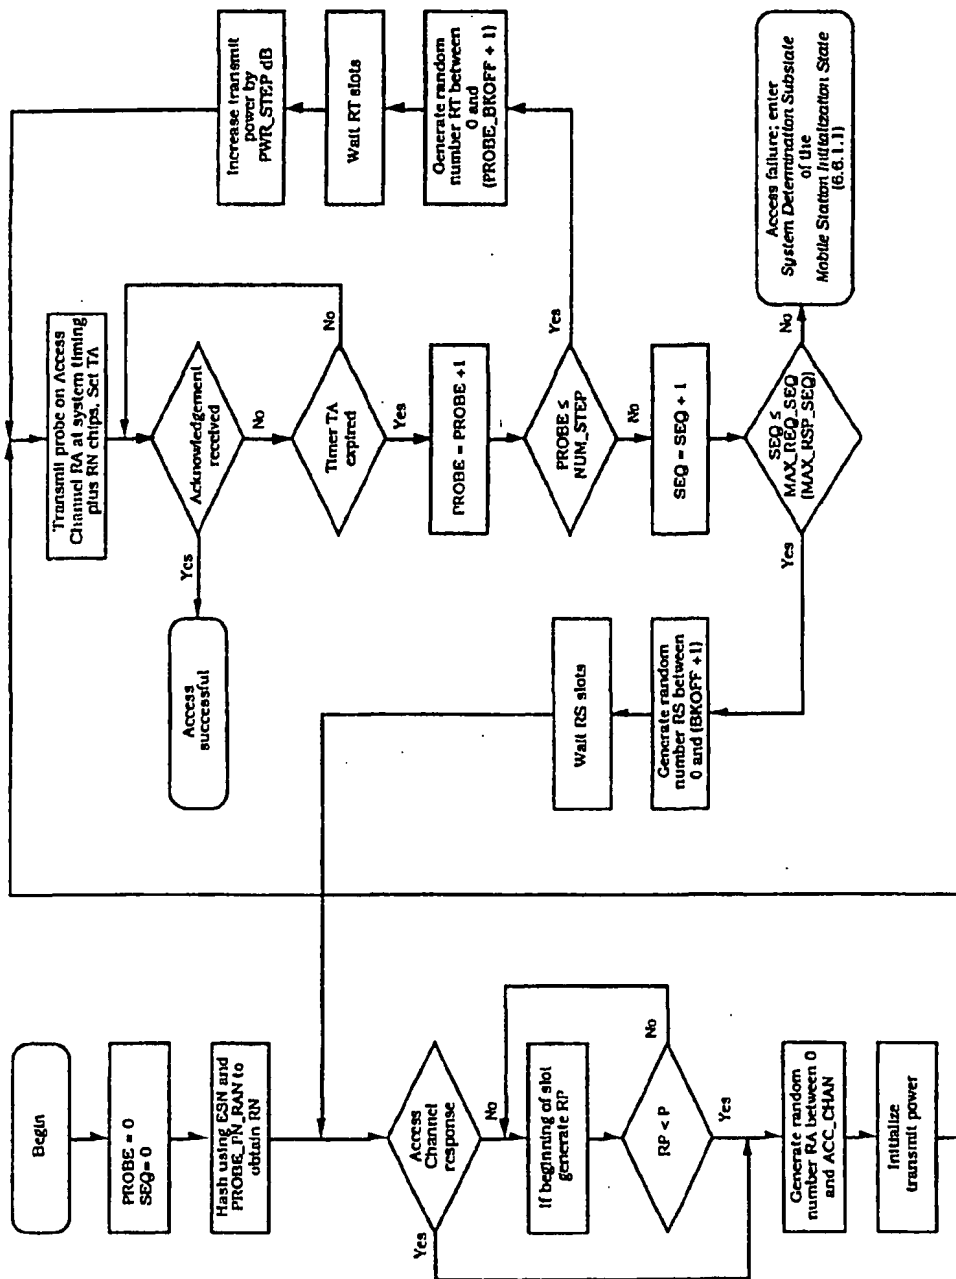 Begin
PROBE = 0
SEQ = 0
Hash using ESN and
PROBE_PN_RAN to
obtain RN
Access
Channel
response
Yes
No
If beginning of slot
generate RP
RP < P
No
Yes
Generate random
number RA between 0
and ACC_CHAN
Initialize
transmit power
Transmit probe on Access
Channel RA at system timing
plus RN chips. Set TA
Acknowledgement
received
Yes
Access
successful
No
Timer TA
expired
No
Yes
PROBE = PROBE +1
PROBE ≤
NUM_STEP
Yes
Generate random
number RT between
0 and
(PROBE_BKOFF + 1)
Wait RT slots
Increase transmit
power by
PWR_STEP dB
No
SEQ = SEQ + 1
SEQ ≤
MAX_REQ_SEQ
(MAX_RSP_SEQ)
Yes
Generate random
number RS between
0 and (BKOFF +1)
Wait RS slots
No
Access failure; enter
System Determination Substate
of the
Mobile Station Initialization State
(6.6.1.1)